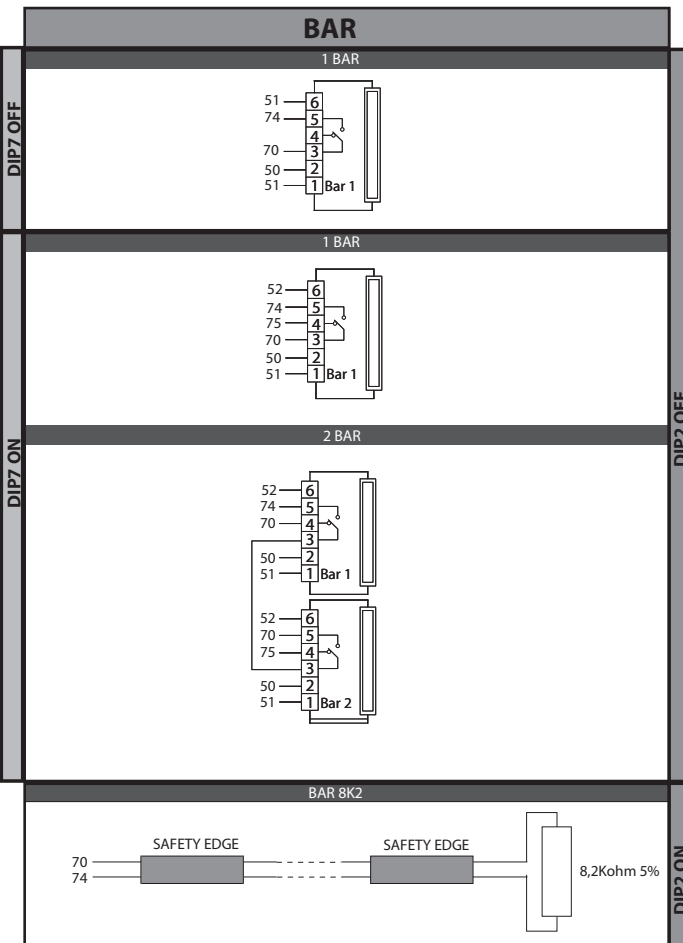 BAR
DIP7 OFF
1 BAR
51 6
74 5
4
70 3
50 2
51 1 Bar 1
DIP7 ON
1 BAR
52 6
74 5
75 4
70 3
50 2
51 1 Bar 1
DIP2 OFF
2 BAR
52 6
74 5
70 4
3
50 2
51 1 Bar 1
52 6
70 5
75 4
3
50 2
51 1 Bar 2
BAR 8K2
SAFETY EDGE SAFETY EDGE
70
74
8,2Kohm 5%
DIP2 ON